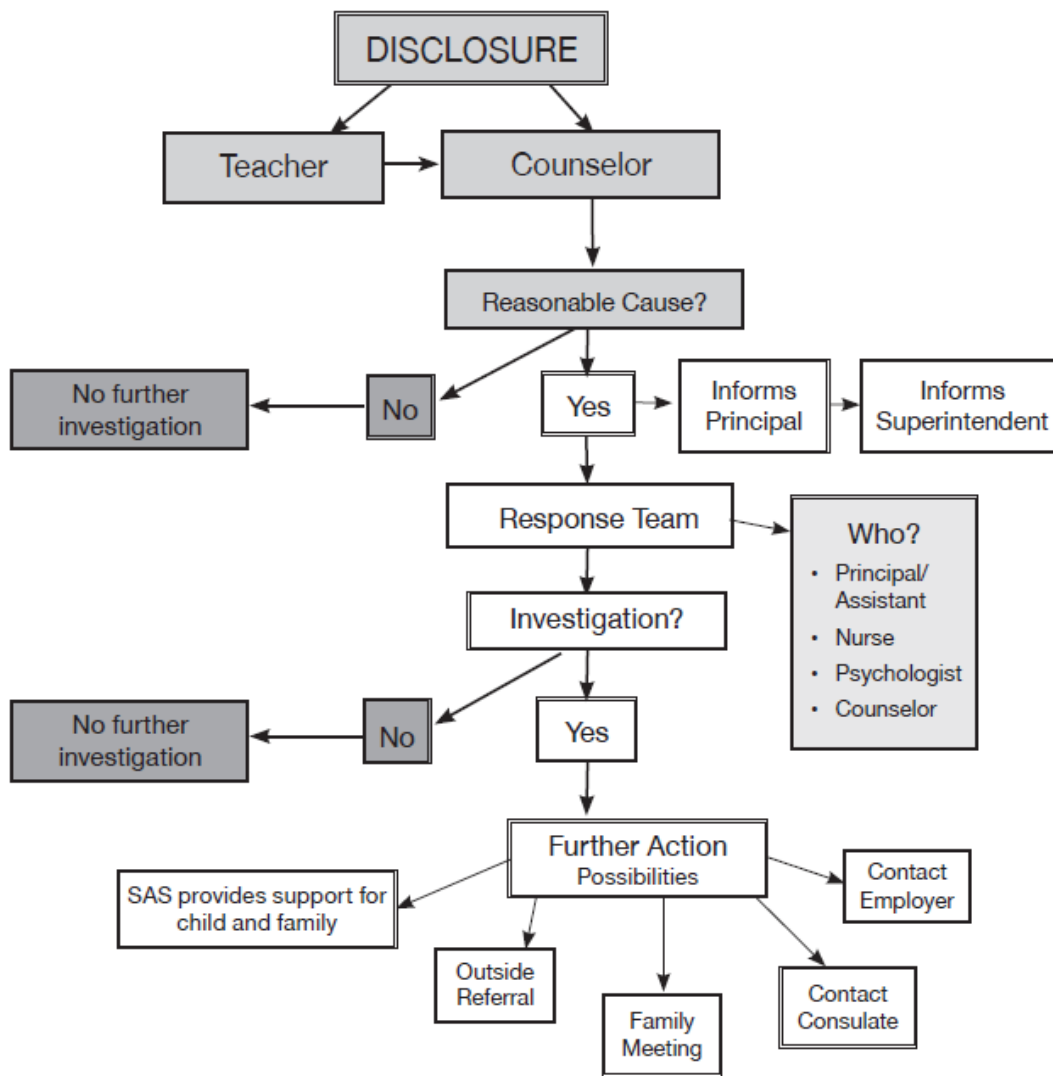 DISCLOSURE
Teacher
Counselor
Reasonable Cause?
No further
investigation
No
Yes
Informs
Principal
Informs
Superintendent
Response Team
Who?
• Principal/
Assistant
• Nurse
• Psychologist
• Counselor
Investigation?
No further
investigation
No
Yes
Further Action
Possibilities
SAS provides support for
child and family
Outside
Referral
Family
Meeting
Contact
Consulate
Contact
Employer